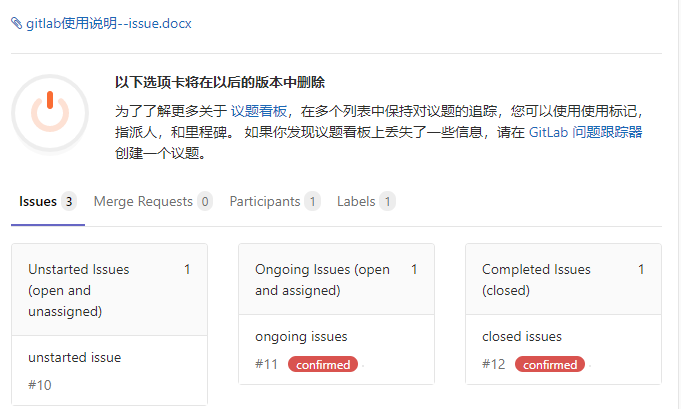 gitlab使用说明--issue.docx
以下选项卡将在以后的版本中删除
为了了解更多关于 议题看板，在多个列表中保持对议题的追踪，您可以使用使用标记，
指派人，和里程碑。 如果你发现议题看板上丢失了一些信息，请在 GitLab 问题跟踪器
创建一个议题。
Issues 3 Merge Requests 0 Participants 1 Labels 1
Unstarted Issues 1
(open and
unassigned)
unstarted issue
#10
Ongoing Issues (open 1
and assigned)
ongoing issues
#11 confirmed
Completed Issues 1
(closed)
closed issues
#12 confirmed